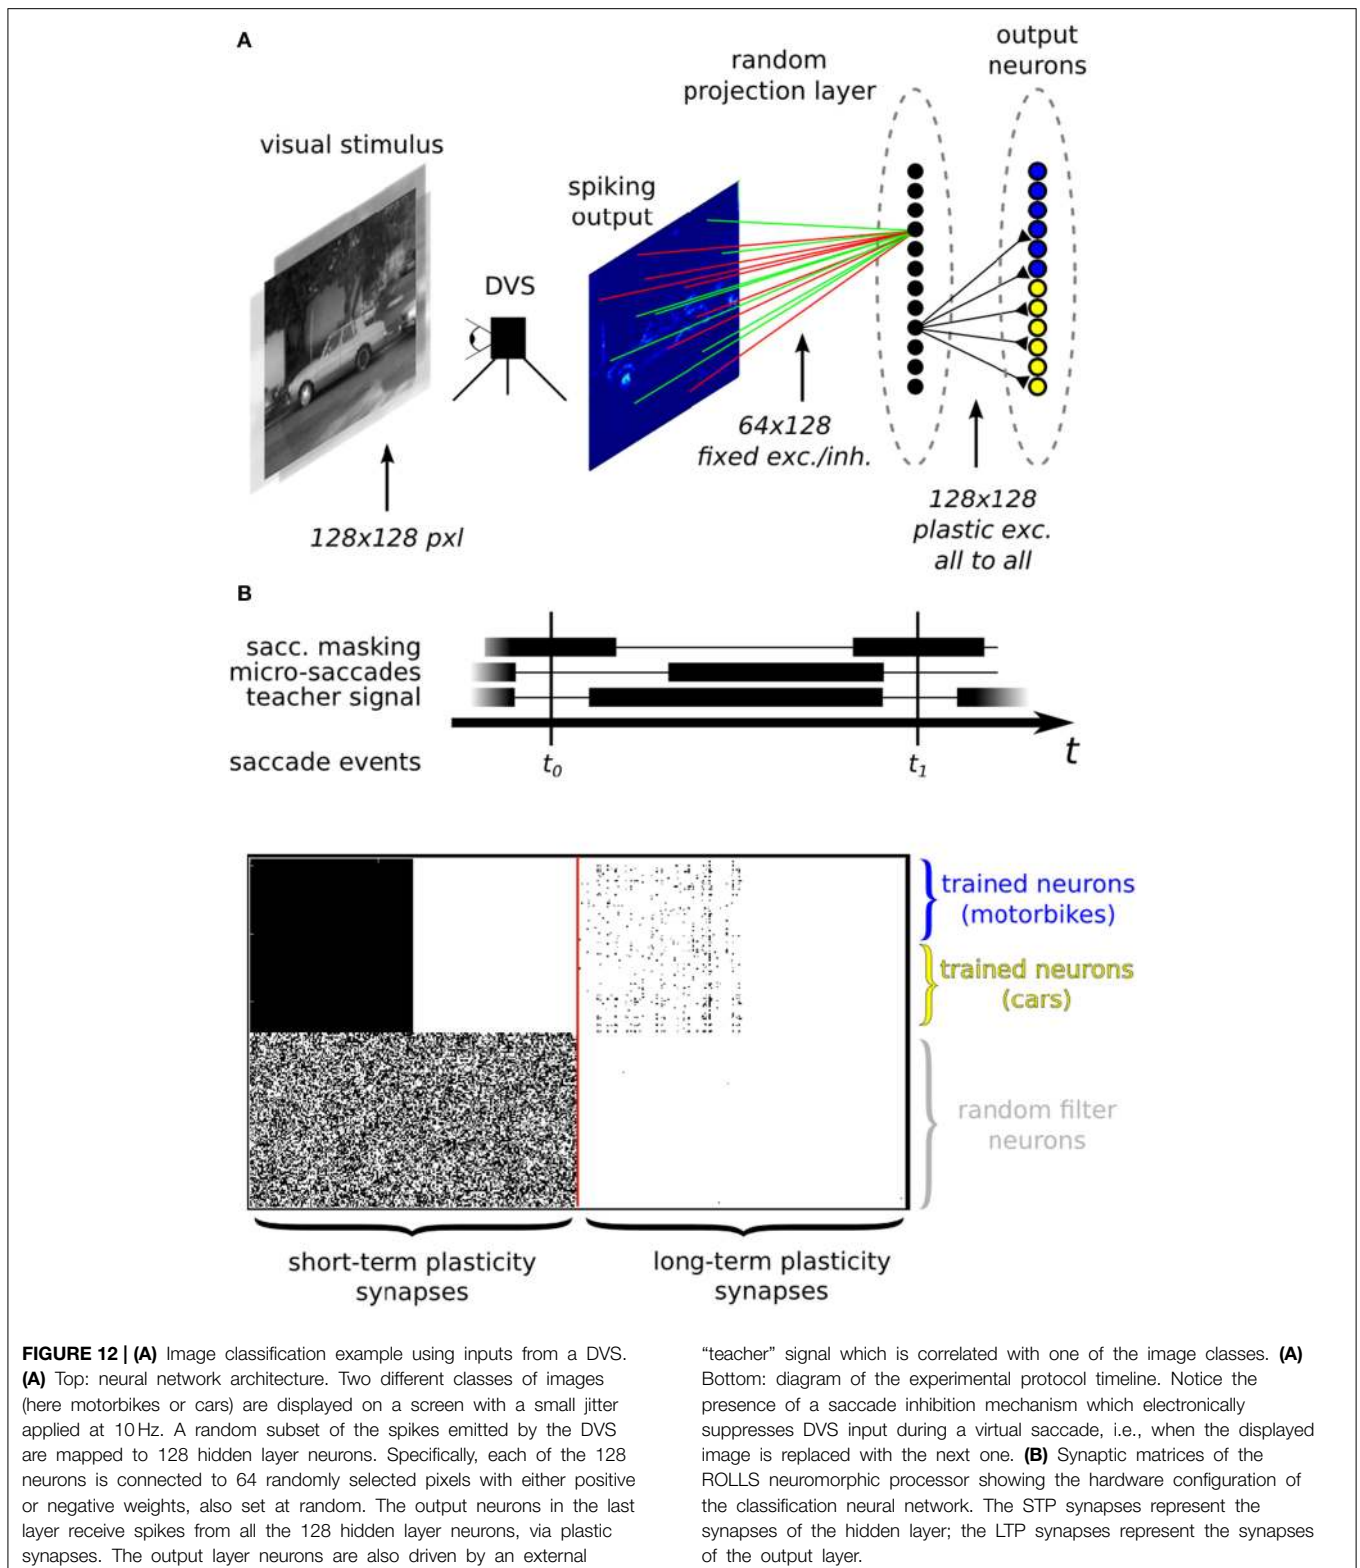 A
output
neurons
random
projection layer
visual stimulus
spiking
output
DVS
64x128
fixed exc./inh.
128x128
plastic exc.
all to all
128x128 pxl
B
sacc. masking
micro-saccades
teacher signal
t
saccade events
t0
t1
trained neurons
(motorbikes)
trained neurons
(cars)
random filter
neurons
short-term plasticity
synapses
long-term plasticity
synapses
FIGURE 12 | (A) Image classification example using inputs from a DVS.
(A) Top: neural network architecture. Two different classes of images
(here motorbikes or cars) are displayed on a screen with a small jitter
applied at 10 Hz. A random subset of the spikes emitted by the DVS
are mapped to 128 hidden layer neurons. Specifically, each of the 128
neurons is connected to 64 randomly selected pixels with either positive
or negative weights, also set at random. The output neurons in the last
layer receive spikes from all the 128 hidden layer neurons, via plastic
synapses. The output layer neurons are also driven by an external
“teacher” signal which is correlated with one of the image classes. (A)
Bottom: diagram of the experimental protocol timeline. Notice the
presence of a saccade inhibition mechanism which electronically
suppresses DVS input during a virtual saccade, i.e., when the displayed
image is replaced with the next one. (B) Synaptic matrices of the
ROLLS neuromorphic processor showing the hardware configuration of
the classification neural network. The STP synapses represent the
synapses of the hidden layer; the LTP synapses represent the synapses
of the output layer.